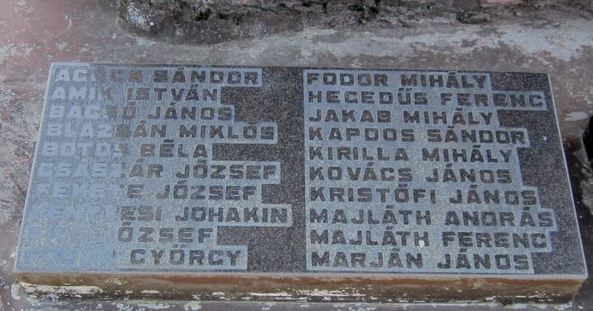 SÁNDOR
AMIK ISTVÁN
BACSÓ JÁNOS
MIKLÓS
BOTOS BÉLA
CSÁSZÁR JÓZSEF
FEKETE JÓZSEF
JOHAKIN
JÓZSEF
GYÖRGY
FODOR MIHÁLY
HEGEDŰS FERENC
JAKAB MIHÁLY
KAPOOS SÁNDOR
KIRILLA MIHÁLY
KOVÁCS JÁNOS
KRISTÓFI JÁNOS
MAJLÁTH ANDRÁS
MAJLÁTH FERENC
MARJÁN JÁNOS